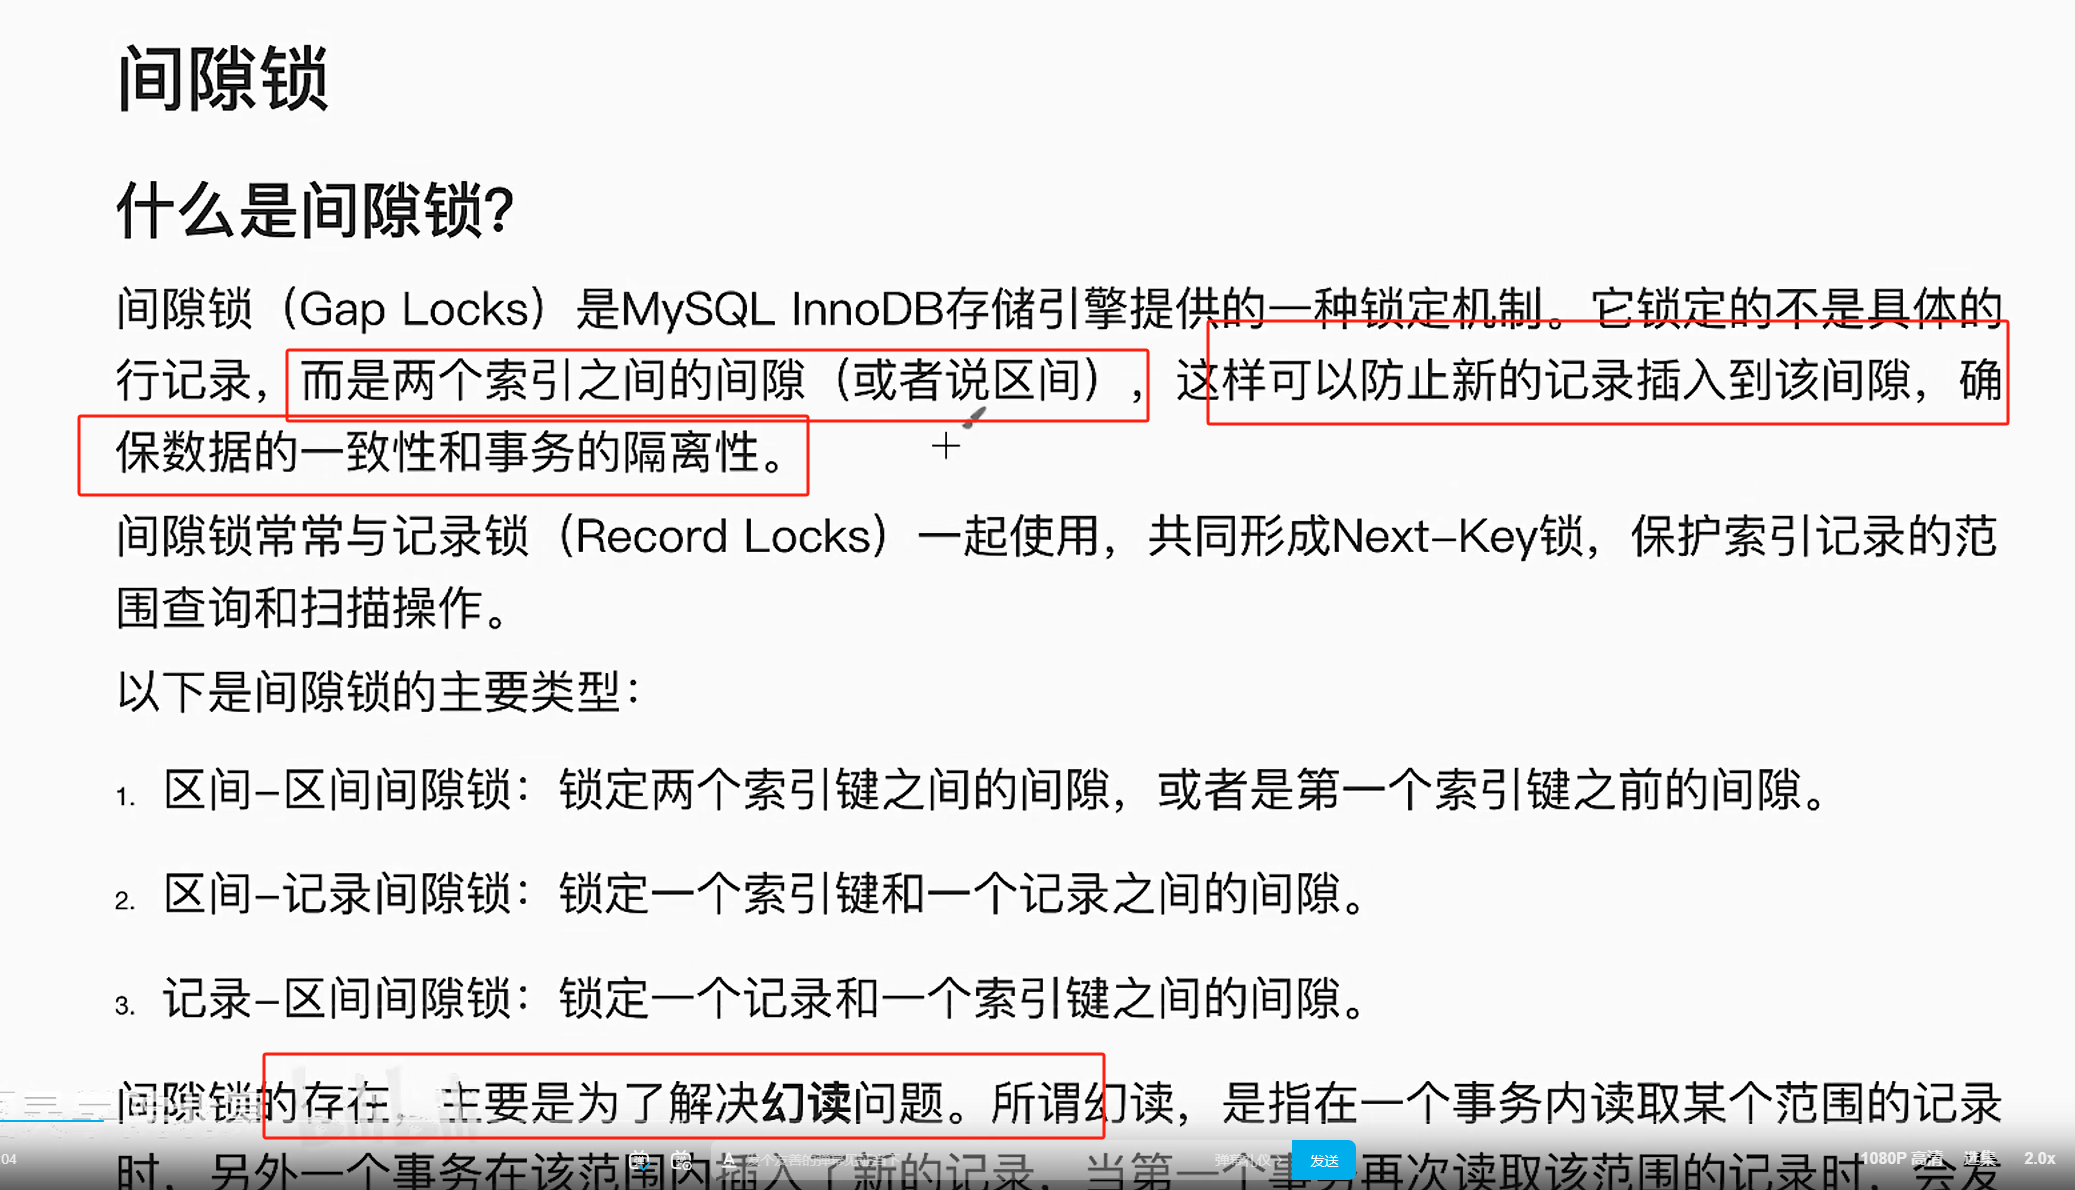 间隙锁
什么是间隙锁？
间隙锁（Gap Locks）是MySQL InnoDB存储引擎提供的一种锁定机制。它锁定的不是具体的
行记录，而是两个索引之间的间隙（或者说区间），这样可以防止新的记录插入到该间隙，确
保数据的一致性和事务的隔离性。
间隙锁常常与记录锁（Record Locks）一起使用，共同形成Next-Key锁，保护索引记录的范
围查询和扫描操作。
以下是间隙锁的主要类型：
1. 区间-区间间隙锁：锁定两个索引键之间的间隙，或者是第一个索引键之前的间隙。
2. 区间-记录间隙锁：锁定一个索引键和一个记录之间的间隙。
3. 记录-区间间隙锁：锁定一个记录和一个索引键之间的间隙。
间隙锁的存在，主要是为了解决幻读问题。所谓幻读，是指在一个事务内读取某个范围的记录
时，另外一个事务在该范围内插入了新的记录，当第一个事务再次读取该范围的记录时，会发
04
弹幕礼仪
发送
1080P 高清
选集
2.0x